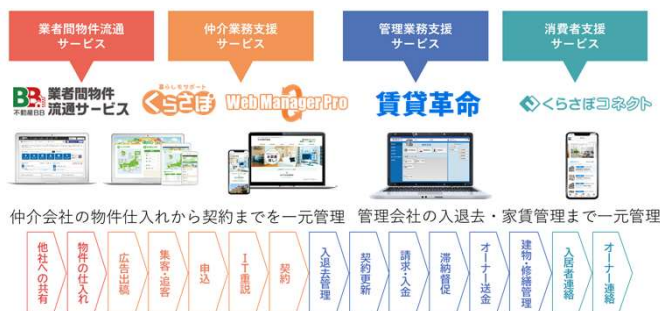 業者間物件流通
サービス
仲介業務支援
サービス
管理業務支援
サービス
消費者支援
サービス
不動産BB
業者間物件
流通サービス
暮らしをサポート
くらさぽ
Web Manager Pro
賃貸革命
くらさぽコネクト
仲介会社の物件仕入れから契約までを一元管理
管理会社の入退去・家賃管理まで一元管理
他社への共有
物件の仕入れ
広告出稿
集客・追客
申込
IT重説
契約
入退去管理
契約更新
請求・入金
滞納督促
オーナー送金
建物・修繕管理
入居者連絡
オーナー連絡